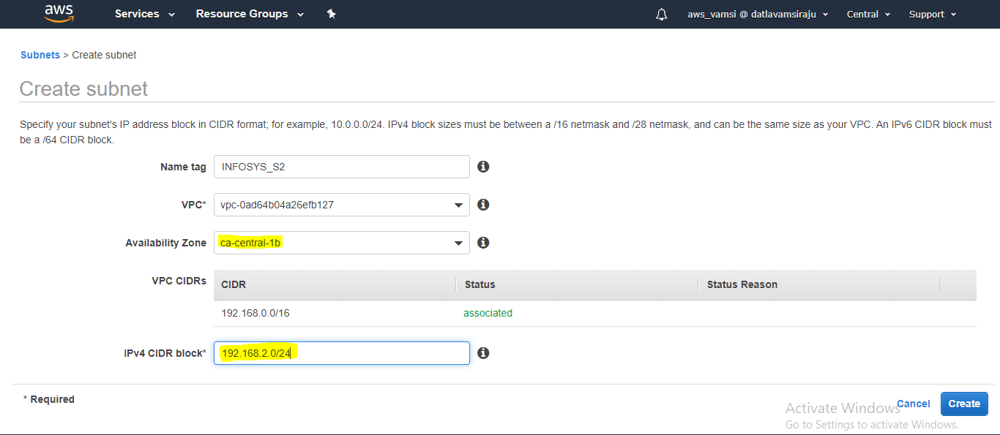 aws Services Resource Groups aws_vamsi @ datlavamsiraju Central Support
Subnets > Create subnet
Create subnet
Specify your subnet's IP address block in CIDR format; for example, 10.0.0.0/24. IPv4 block sizes must be between a /16 netmask and /28 netmask, and can be the same size as your VPC. An IPv6 CIDR block must
be a /64 CIDR block.
Name tag INFOSYS_S2
VPC* vpc-0ad64b04a26efb127
Availability Zone ca-central-1b
VPC CIDRs CIDR Status Status Reason
192.168.0.0/16 associated
IPv4 CIDR block* 192.168.2.0/24
* Required
Activate Windows Cancel Create
Go to Settings to activate Windows.